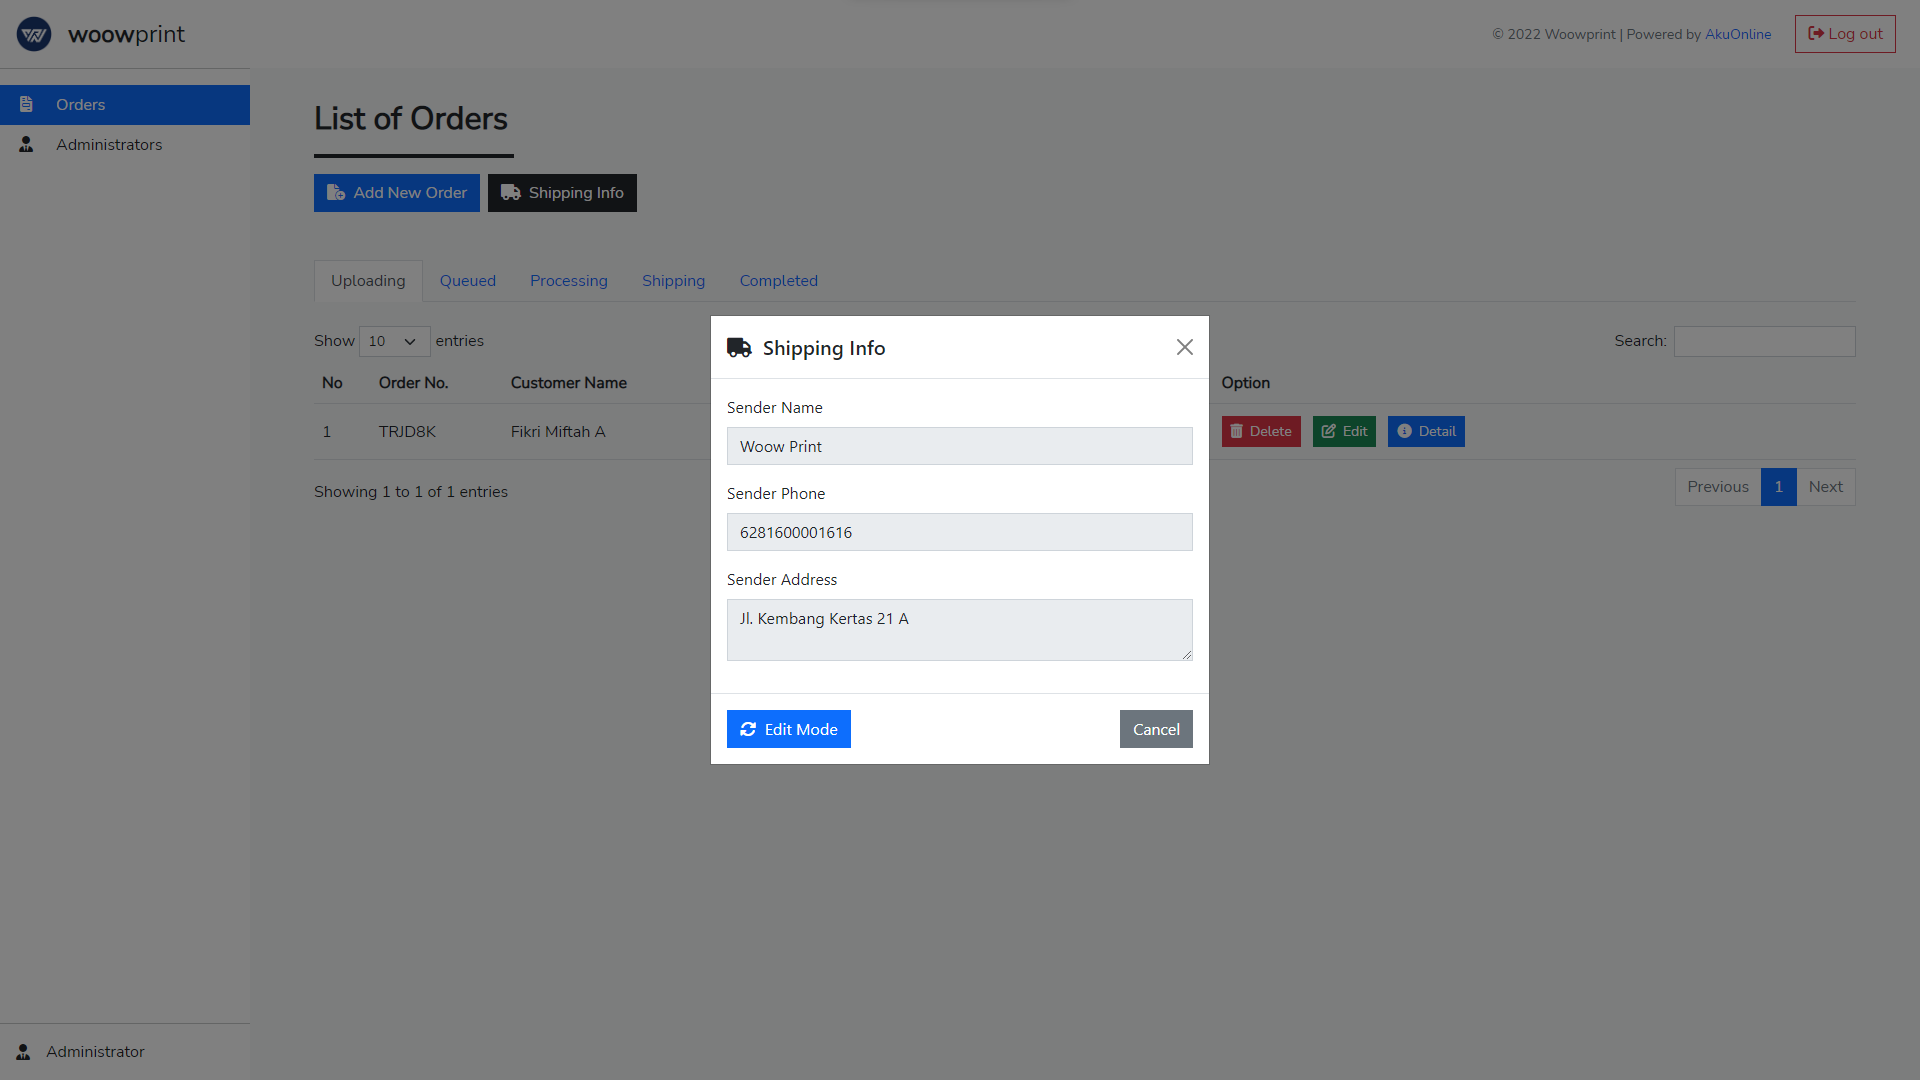 woowprint
© 2022 Woowprint | Powered by AkuOnline
Log out
Orders
Administrators
List of Orders
Add New Order
Shipping Info
Uploading
Queued
Processing
Shipping
Completed
Show 10 entries
Search:
No
Order No.
Customer Name
Option
1
TRJD8K
Fikri Miftah A
Delete
Edit
Detail
Showing 1 to 1 of 1 entries
Previous
1
Next
Shipping Info
Sender Name
Woow Print
Sender Phone
6281600001616
Sender Address
Jl. Kembang Kertas 21 A
Edit Mode
Cancel
Administrator